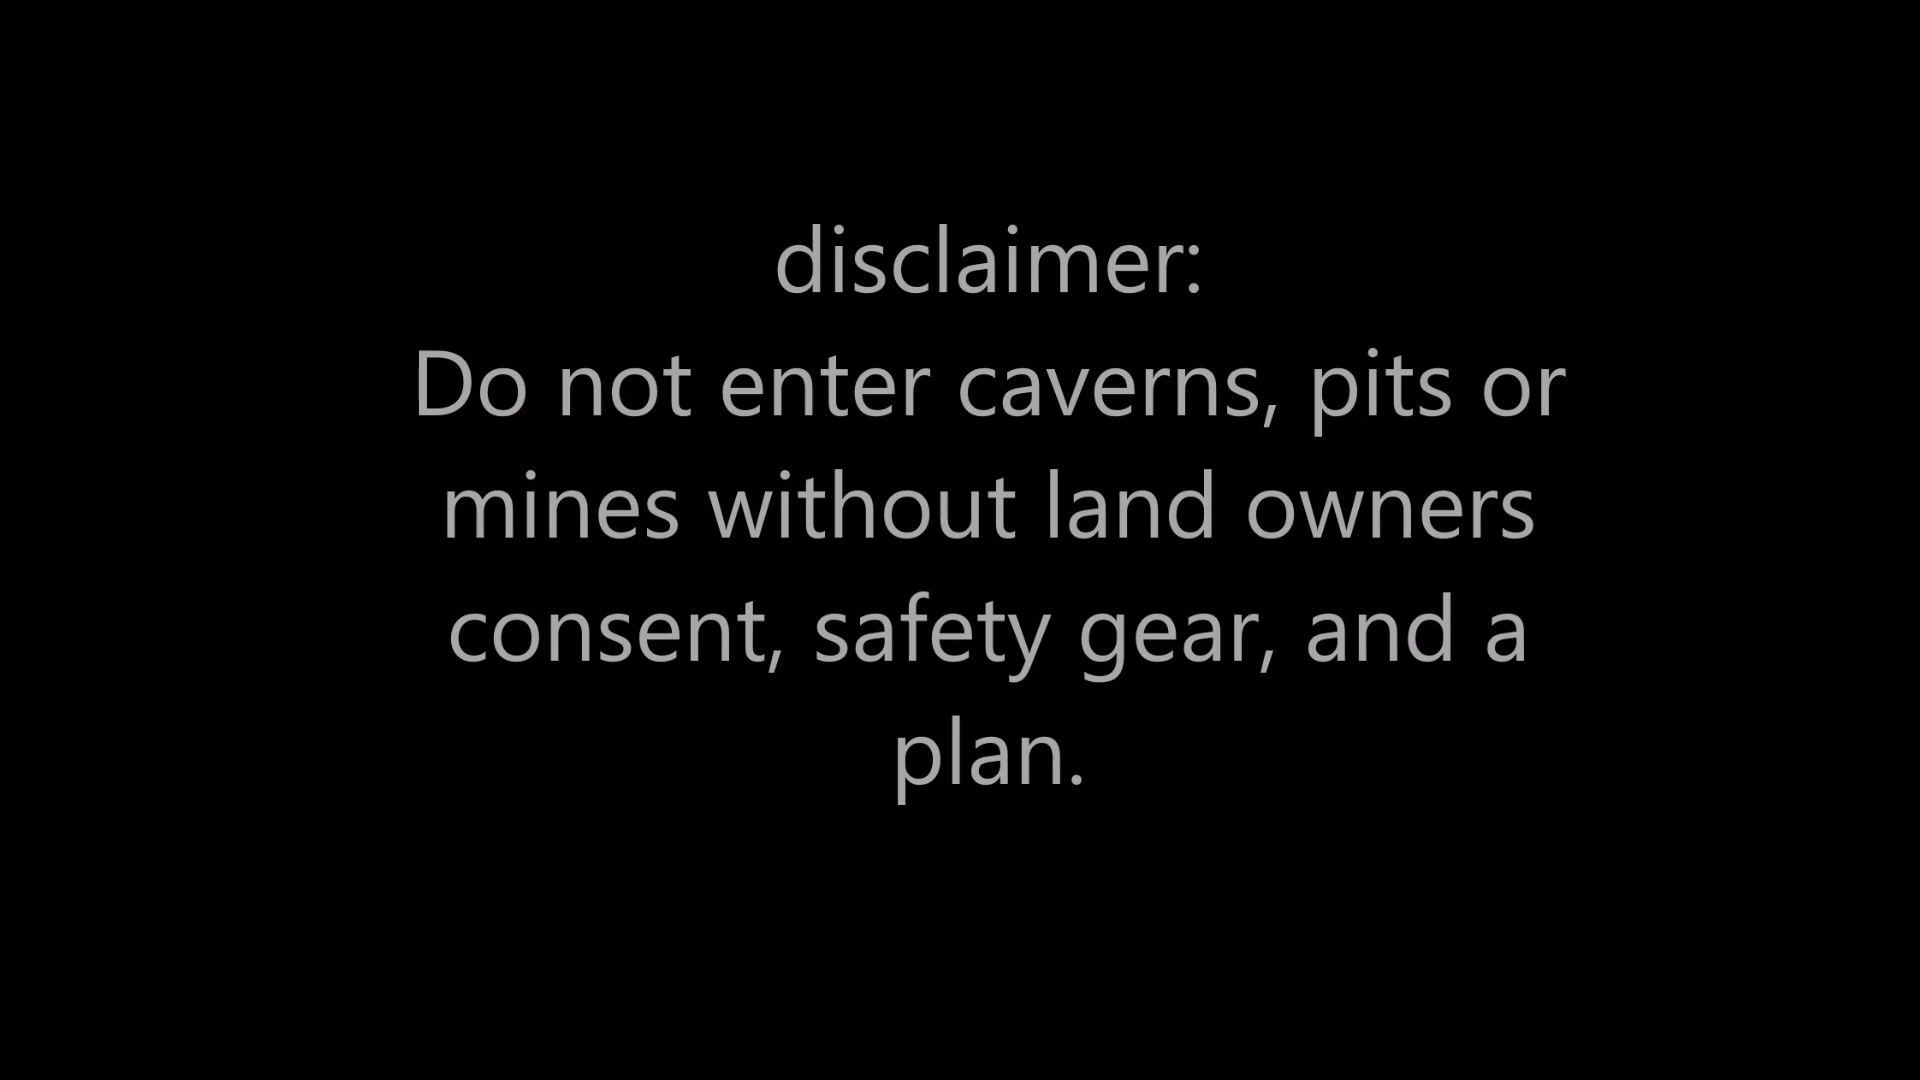 disclaimer:
Do not enter caverns, pits or
mines without land owners
consent, safety gear, and a
plan.